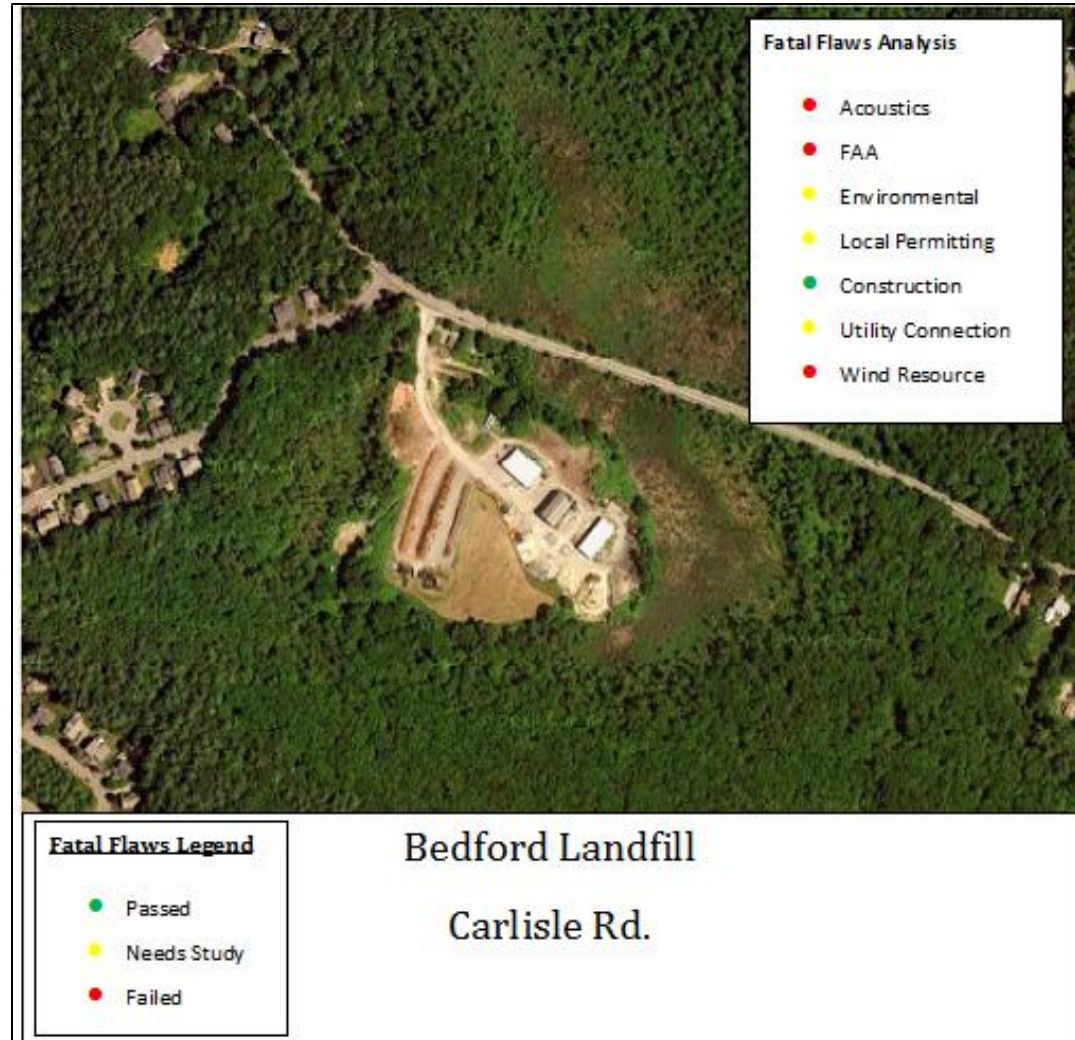 Fatal Flaws Analysis
Acoustics
FAA
Environmental
Local Permitting
Construction
Utility Connection
Wind Resource
Fatal Flaws Legend
Passed
Needs Study
Failed
Bedford Landfill
Carlisle Rd.